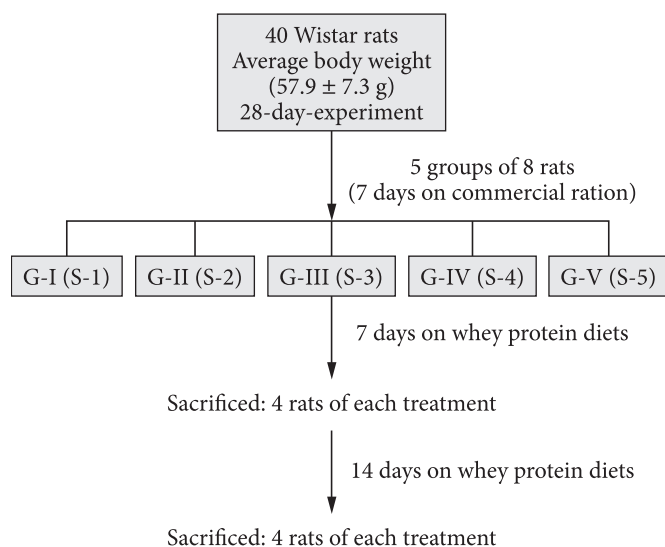 40 Wistar rats
Average body weight
(57.9 ± 7.3 g)
28-day-experiment
5 groups of 8 rats
(7 days on commercial ration)
G-I (S-1)
G-II (S-2)
G-III (S-3)
G-IV (S-4)
G-V (S-5)
7 days on whey protein diets
Sacrificed: 4 rats of each treatment
14 days on whey protein diets
Sacrificed: 4 rats of each treatment